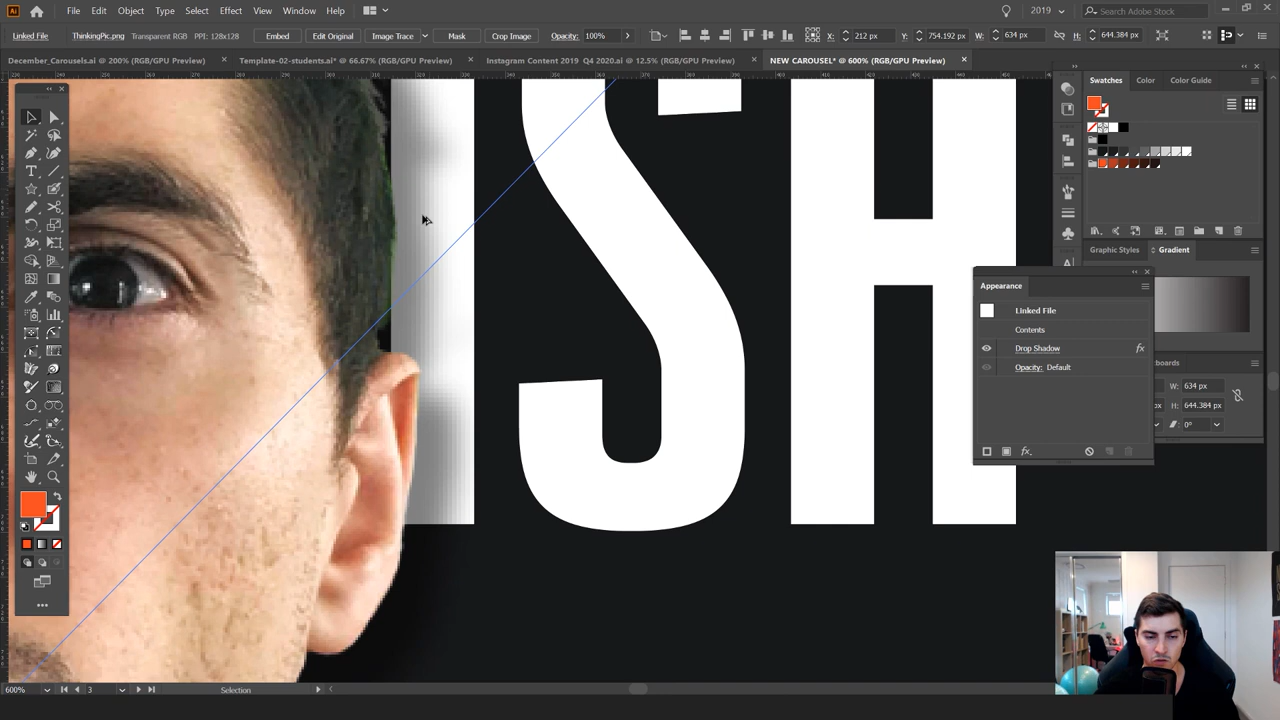 Ai File Edit Object Type Select Effect View Window Help 2019 Search Adobe Stock
Linked File ThinkingPic.png Transparent RGB PPI: 128x128 Embed Edit Original Image Trace Mask Crop Image Opacity: 100% X: 212 px Y: 754.192 px W: 634 px H: 644.384 px
December_Carousels.ai @ 200% (RGB/GPU Preview) Template-02-students.ai* @ 66.67% (RGB/GPU Preview) Instagram Content 2019 Q4 2020.ai @ 12.5% (RGB/GPU Preview) NEW CAROUSEL* @ 600% (RGB/GPU Preview)
Swatches Color Color Guide
SH
Graphic Styles Gradient
Appearance
Linked File
Contents
Drop Shadow fx
Opacity: Default
fx.
boards
W: 634 px
H: 644.384 px
0°
600% 3 Selection